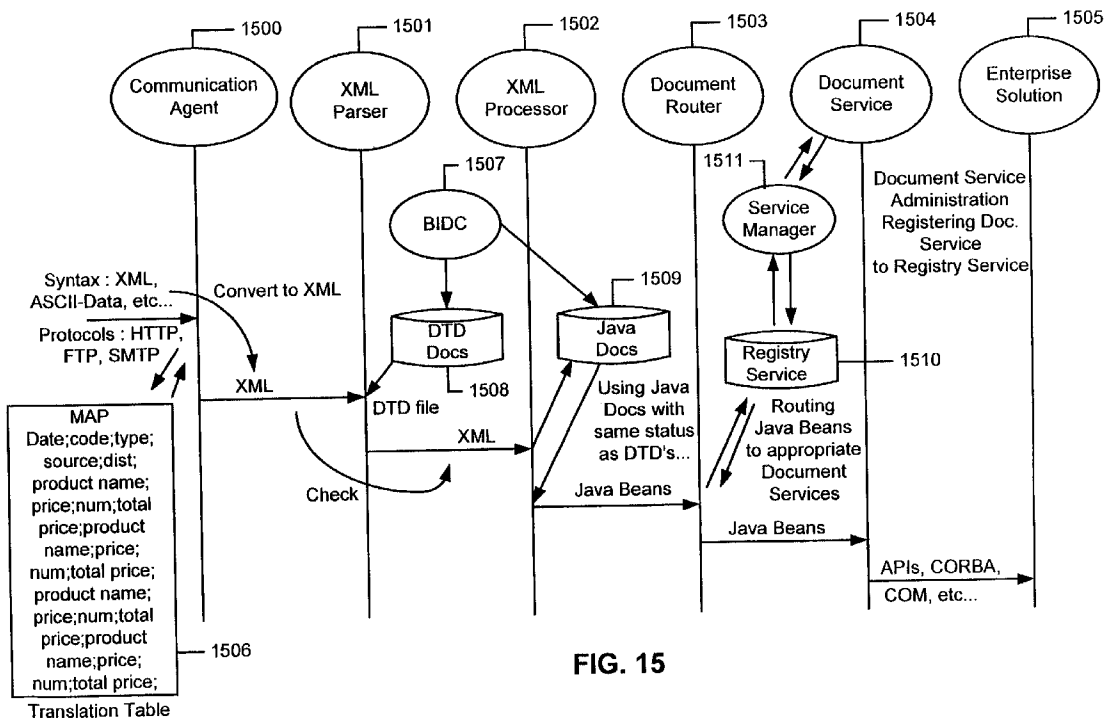 1500
1501
1502
1503
1504
1505
Communication
Agent
XML
Parser
XML
Processor
Document
Router
Document
Service
Enterprise
Solution
1507
BIDC
1511
Service
Manager
Document Service
Administration
Registering Doc.
Service
to Registry Service
Syntax : XML,
ASCII-Data, etc...
Convert to XML
Protocols : HTTP,
FTP, SMTP
DTD
Docs
1508
1509
Java
Docs
Registry
Service
1510
XML
DTD file
Using Java
Docs with
same status
as DTD's...
Routing
Java Beans
to appropriate
Document
Services
XML
Check
Java Beans
Java Beans
APIs, CORBA,
COM, etc...
MAP
Date;code;type;
source;dist;
product name;
price;num;total
price;product
name;price;
num;total price;
product name;
price;num;total
price;product
name;price;
num;total price;
1506
Translation Table
FIG. 15